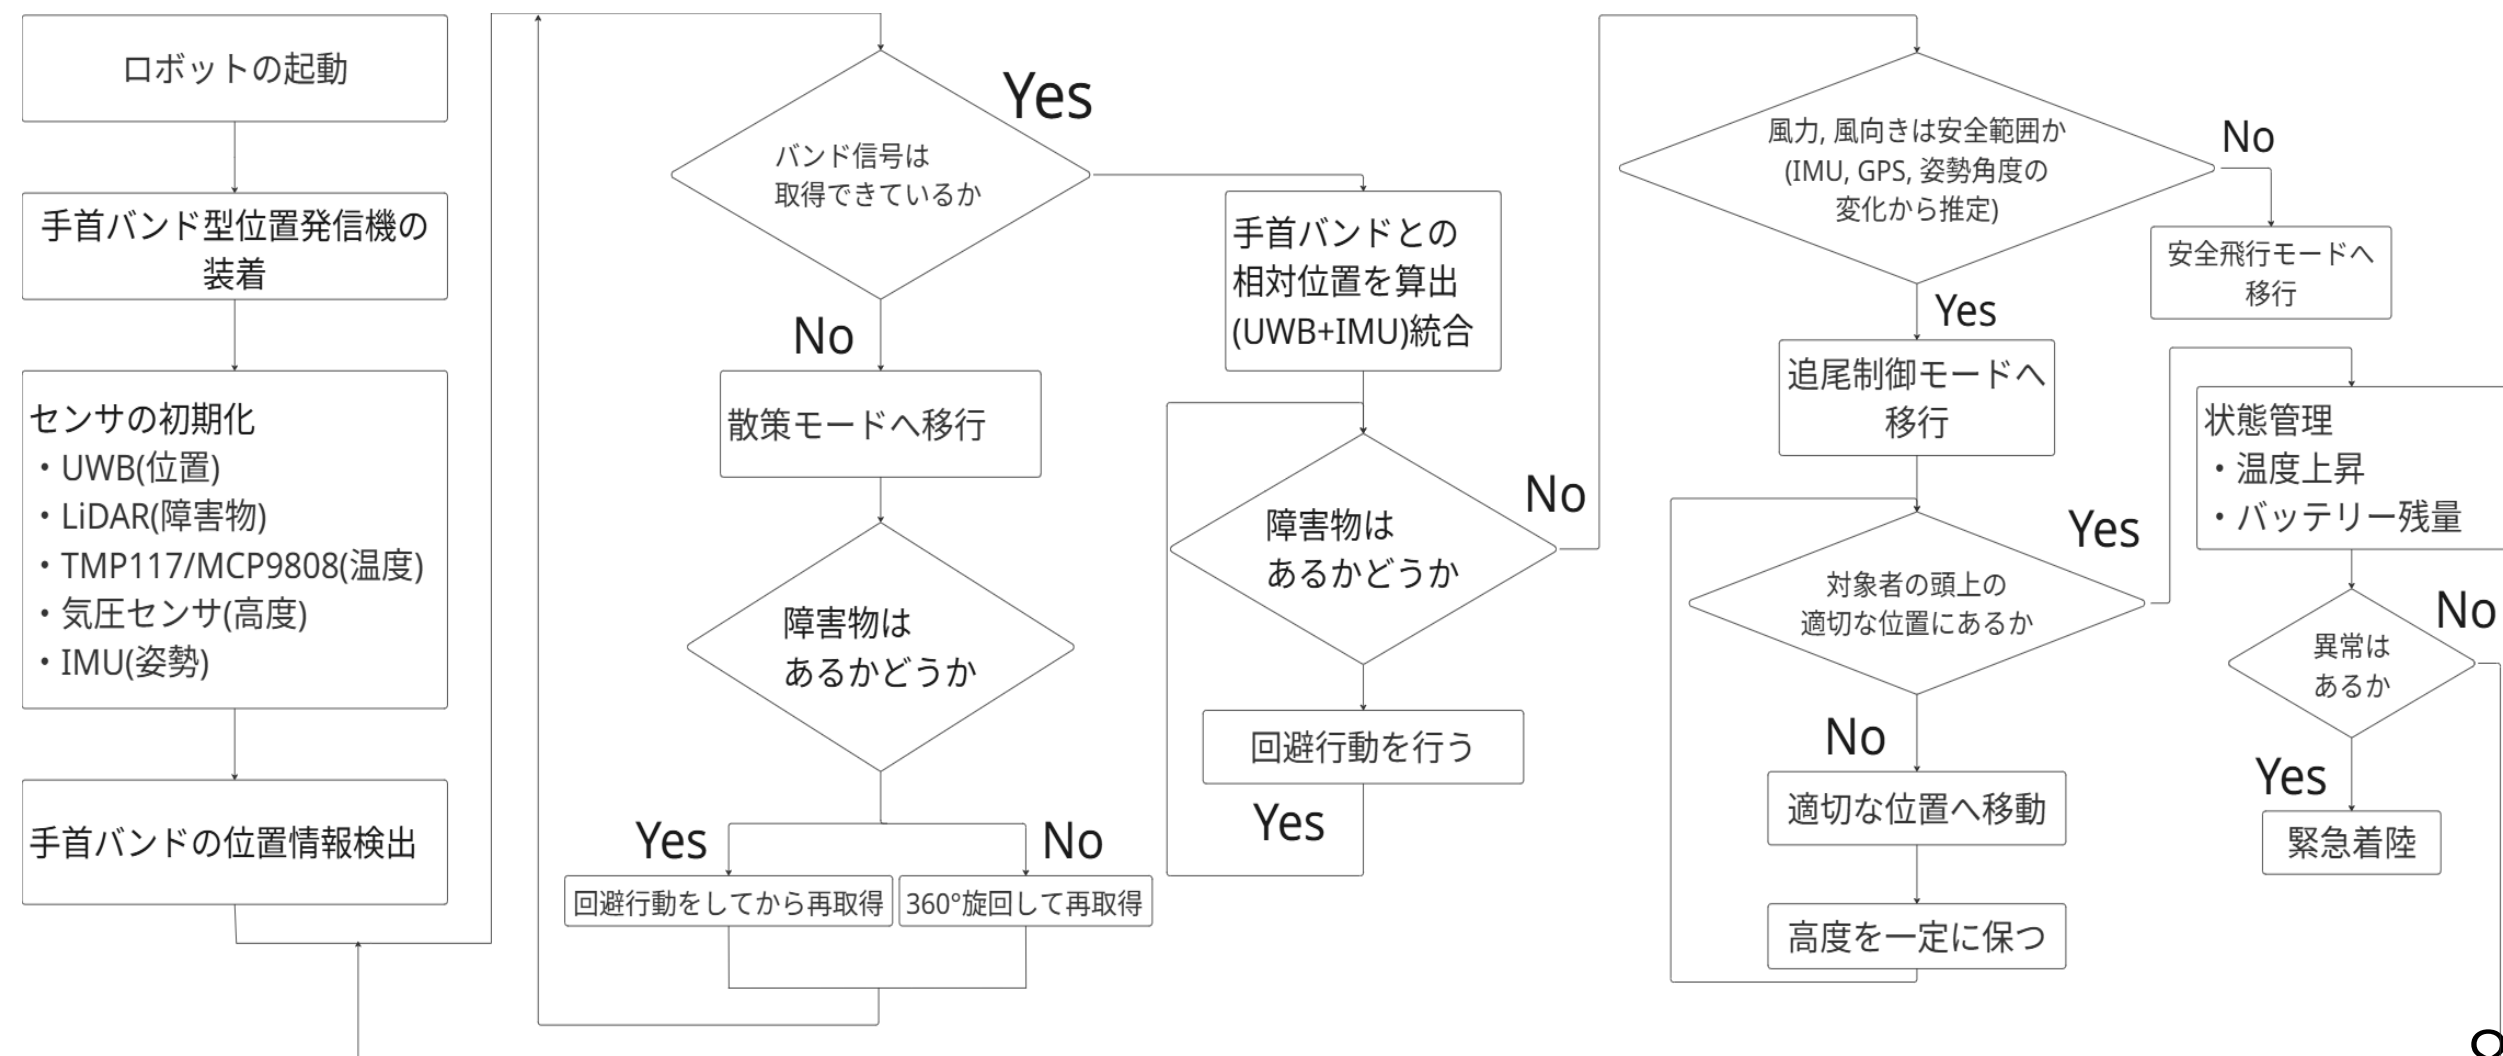 ロボットの起動
手首バンド型位置発信機の
装着
センサの初期化
・UWB(位置)
・LiDAR(障害物)
・TMP117/MCP9808(温度)
・気圧センサ(高度)
・IMU(姿勢)
手首バンドの位置情報検出
バンド信号は
取得できているか
Yes
No
散策モードへ移行
障害物は
あるかどうか
Yes
No
回避行動をしてから再取得
360°旋回して再取得
手首バンドとの
相対位置を算出
(UWB+IMU)統合
障害物は
あるかどうか
No
回避行動を行う
Yes
風力, 風向きは安全範囲か
(IMU, GPS, 姿勢角度の
変化から推定)
No
安全飛行モードへ
移行
Yes
追尾制御モードへ
移行
対象者の頭上の
適切な位置にあるか
Yes
No
適切な位置へ移動
高度を一定に保つ
状態管理
・温度上昇
・バッテリー残量
異常は
あるか
No
Yes
緊急着陸